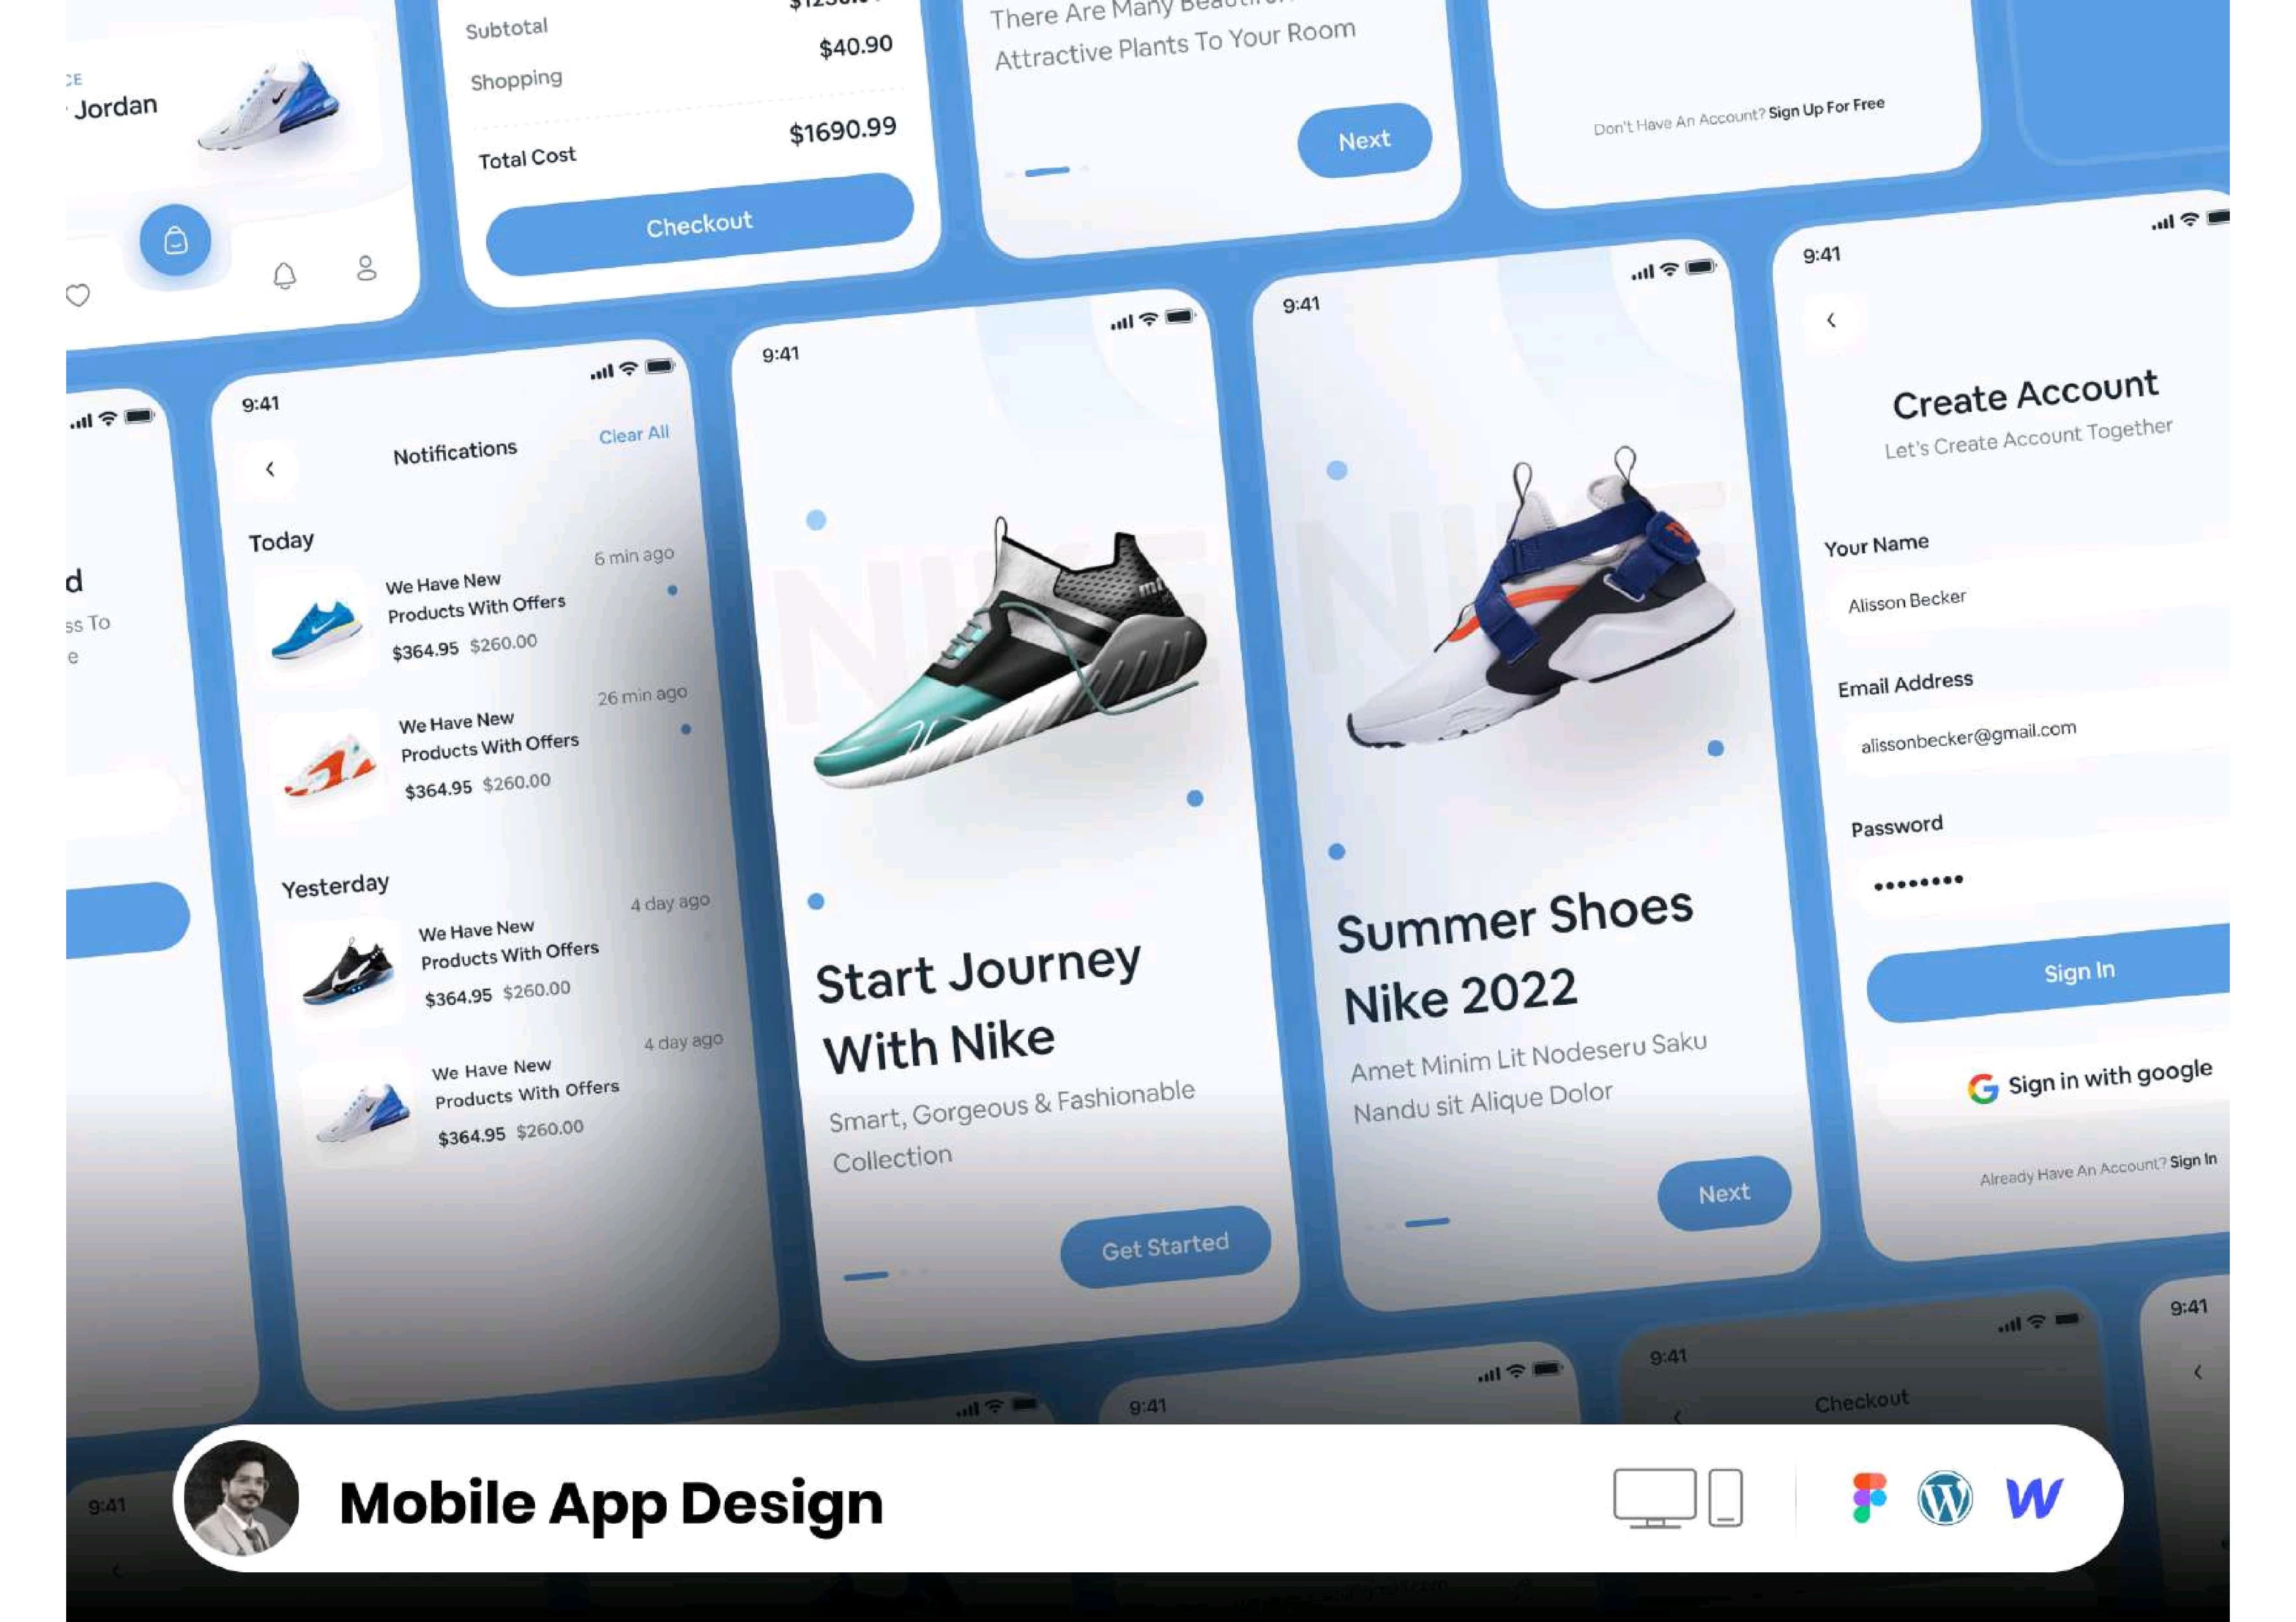 CE
Jordan
Subtotal
Shopping
$40.90
Total Cost
$1690.99
Checkout
There Are Many
Attractive Plants To Your Room
Next
Don't Have An Account? Sign Up For Free
d
ss To
e
9:41
Notifications
Clear All
Today
6 min ago
We Have New
Products With Offers
$364.95 $260.00
26 min ago
We Have New
Products With Offers
$364.95 $260.00
Yesterday
4 day ago
We Have New
Products With Offers
$364.95 $260.00
4 day ago
We Have New
Products With Offers
$364.95 $260.00
9:41
NIKE
Start Journey
With Nike
Smart, Gorgeous & Fashionable
Collection
Get Started
9:41
NIKE
Summer Shoes
Nike 2022
Amet Minim Lit Nodeseru Saku
Nandu sit Alique Dolor
Next
9:41
Create Account
Let's Create Account Together
Your Name
Alisson Becker
Email Address
alissonbecker@gmail.com
Password
Sign In
Sign in with google
Already Have An Account? Sign In
9:41
9:41
9:41
Checkout
9:41
Mobile App Design